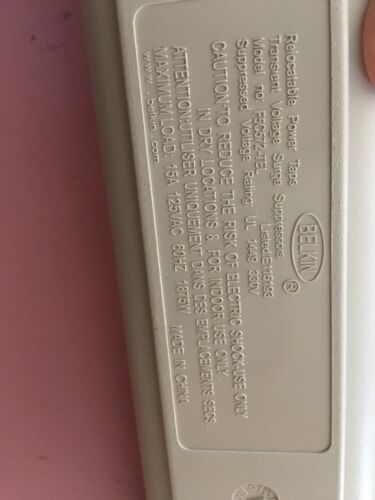 BELKIN ®
Relocatable Power Taps
Transient Voltage Surge Suppressors
Model no. Listed
Suppressed Voltage Rating: UL 1449 330V
CAUTION:TO REDUCE THE RISK OF ELECTRIC SHOCK-USE ONLY
IN DRY LOCATIONS & FOR INDOOR USE ONLY.
ATTENTION:UTILISER UNIQUEMENT DANS DES EMPLACEMENTS SECS.
MAXIMUM LOAD: 15A 125VAC 60HZ 1875W MADE IN CHINA
www.belkin.com